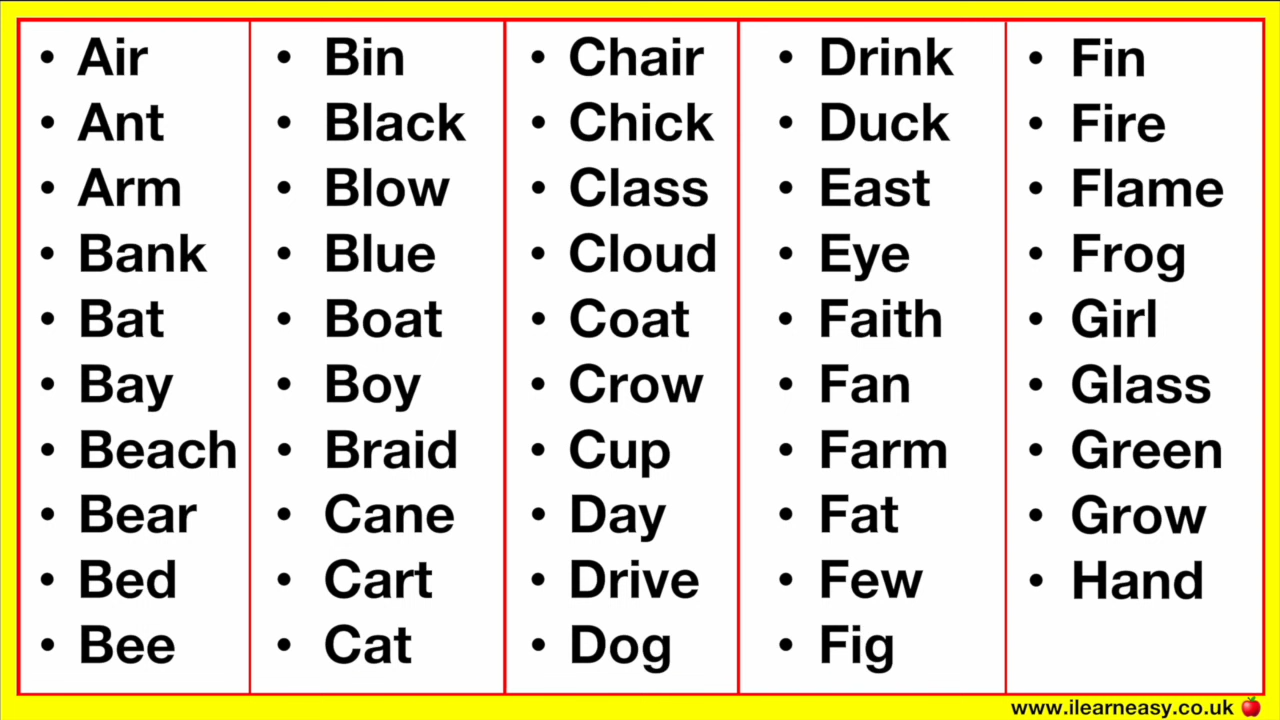 • Air
• Ant
• Arm
• Bank
• Bat
• Bay
• Beach
• Bear
• Bed
• Bee
• Bin
• Black
• Blow
• Blue
• Boat
• Boy
• Braid
• Cane
• Cart
• Cat
• Chair
• Chick
• Class
• Cloud
• Coat
• Crow
• Cup
• Day
• Drive
• Dog
• Drink
• Duck
• East
• Eye
• Faith
• Fan
• Farm
• Fat
• Few
• Fig
• Fin
• Fire
• Flame
• Frog
• Girl
• Glass
• Green
• Grow
• Hand
www.ilearneasy.co.uk